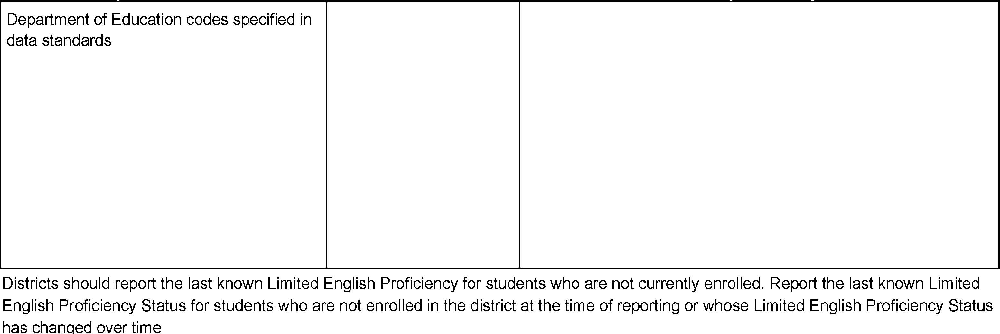 Department of Education codes specified in
data standards
Districts should report the last known Limited English Proficiency for students who are not currently enrolled. Report the last known Limited
English Proficiency Status for students who are not enrolled in the district at the time of reporting or whose Limited English Proficiency Status
has changed over time